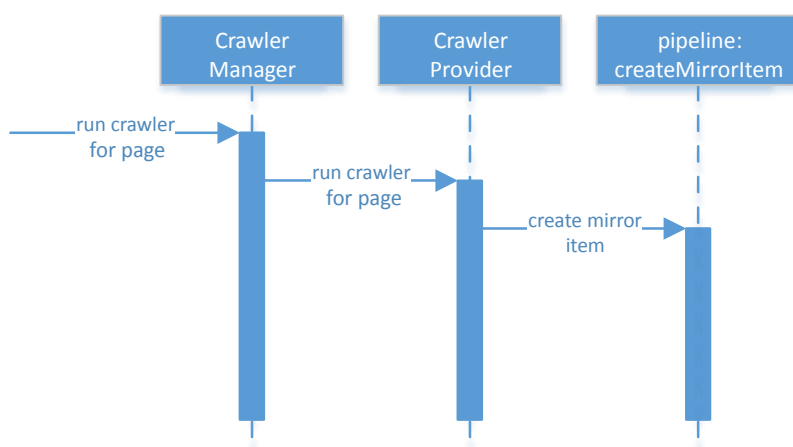 Crawler
Manager
Crawler
Provider
pipeline:
createMirrorItem
run crawler
for page
run crawler
for page
create mirror
item